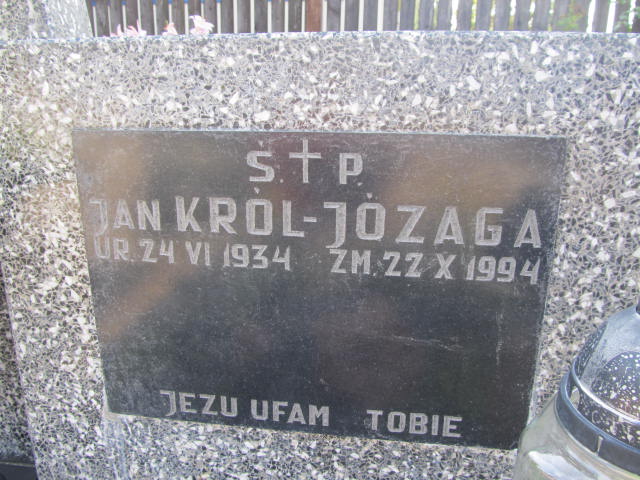 Ś † P.
JAN KRÓL-JÓZAGA
UR. 24 VI 1934 ZM. 22 X 1994
JEZU UFAM TOBIE